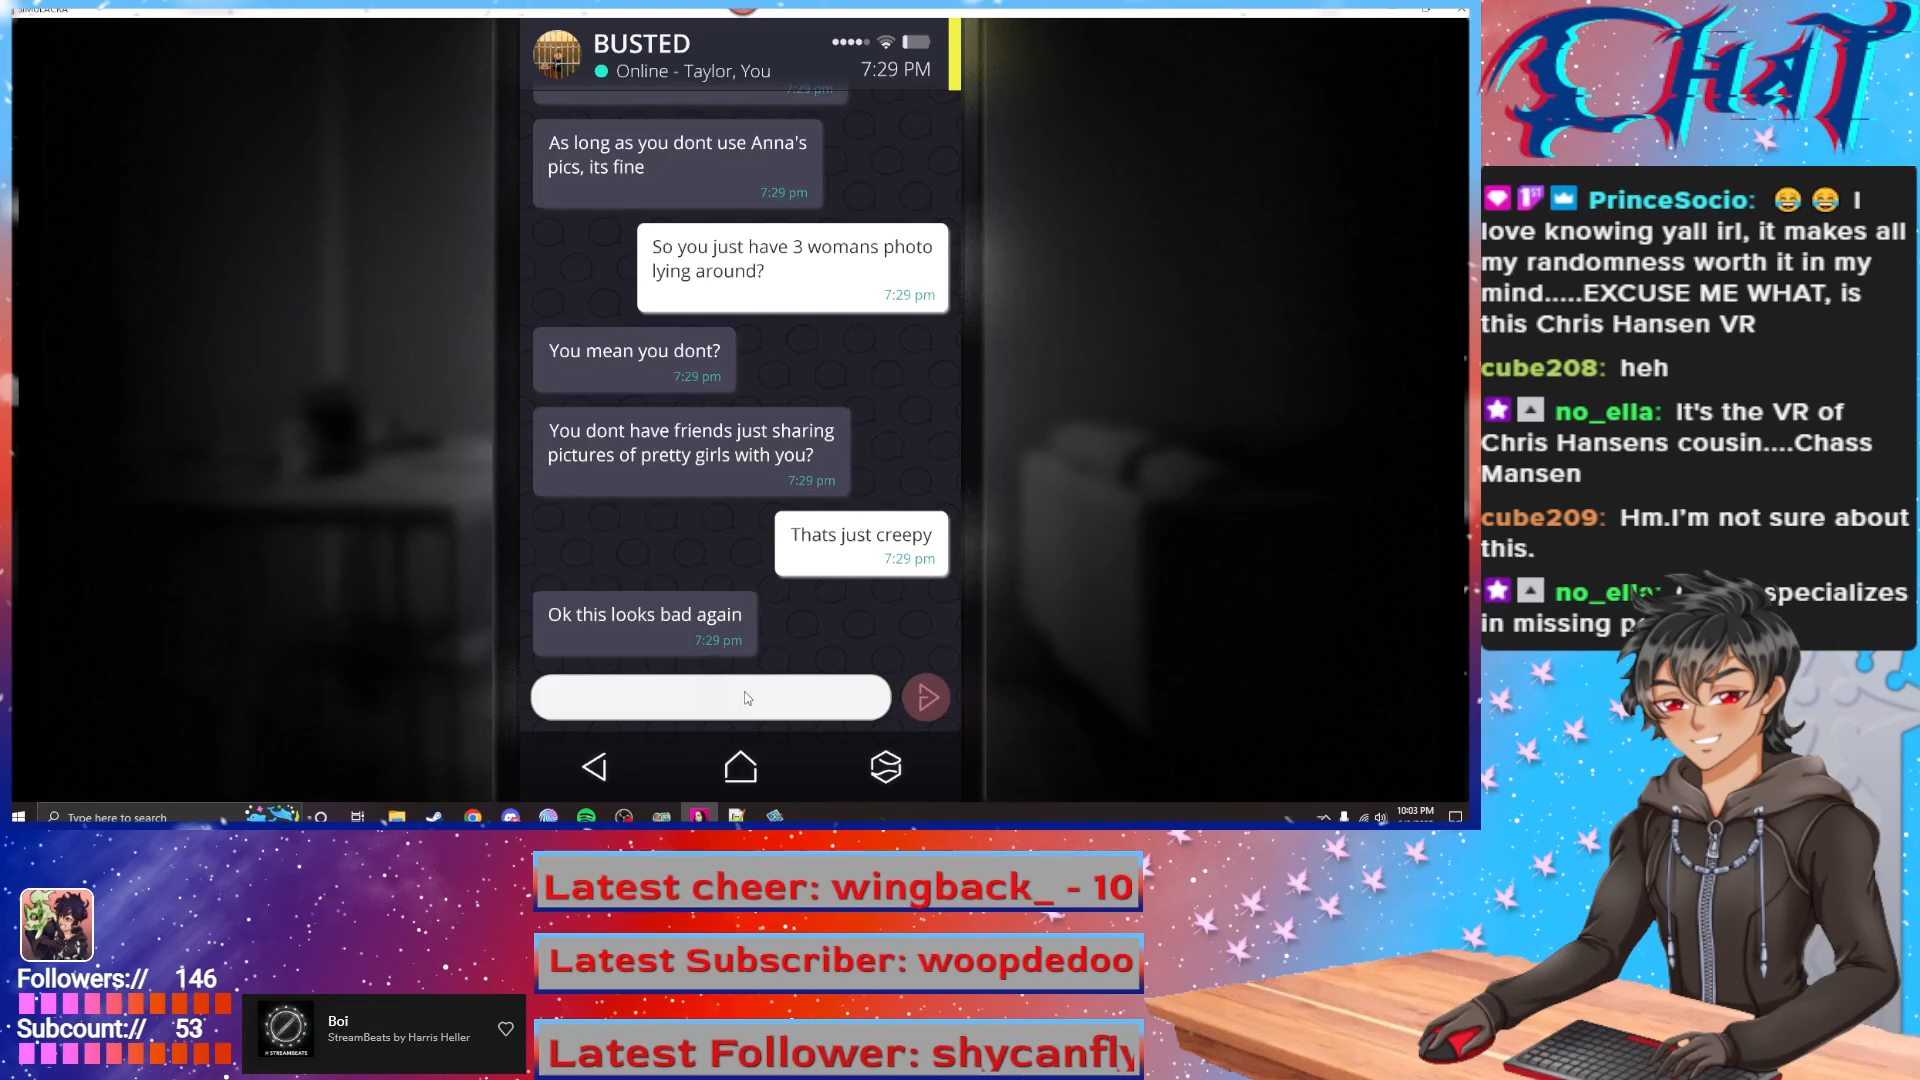 SIMULACRA
BUSTED
Online - Taylor, You
7:29 PM
7:29 pm
As long as you dont use Anna's
pics, its fine
7:29 pm
So you just have 3 womans photo
lying around?
7:29 pm
You mean you dont?
7:29 pm
You dont have friends just sharing
pictures of pretty girls with you?
7:29 pm
Thats just creepy
7:29 pm
Ok this looks bad again
7:29 pm
Type here to search
10:03 PM
Chat
PrinceSocio: 😂 😂 I
love knowing yall irl, it makes all
my randomness worth it in my
mind.....EXCUSE ME WHAT, is
this Chris Hansen VR
cube208: heh
no_ella: It's the VR of
Chris Hansens cousin....Chass
Mansen
cube209: Hm.I'm not sure about
this.
no_ella: specializes
in missing
Followers:// 146
Subcount:// 53
STREAMBEATS
Boi
StreamBeats by Harris Heller
Latest cheer: wingback_ - 10
Latest Subscriber: woopdedoo
Latest Follower: shycanfly